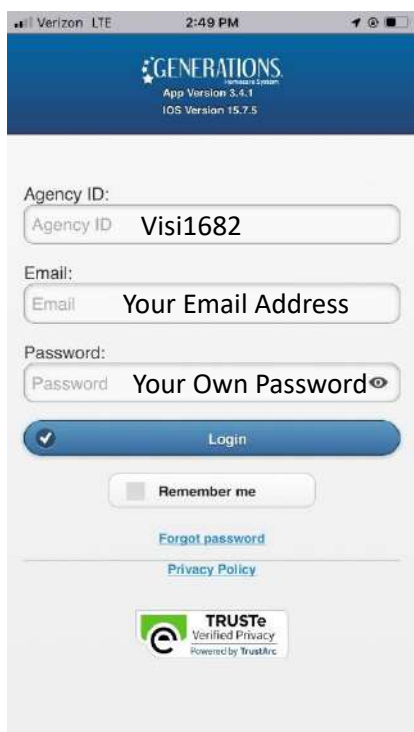 Verizon LTE 2:49 PM
GENERATIONS.
Homecare System
App Version 3.4.1
IOS Version 15.7.5
Agency ID:
Agency ID Visi1682
Email:
Email Your Email Address
Password:
Password Your Own Password
Login
Remember me
Forgot password
Privacy Policy
TRUSTe
Verified Privacy
Powered by TrustArc